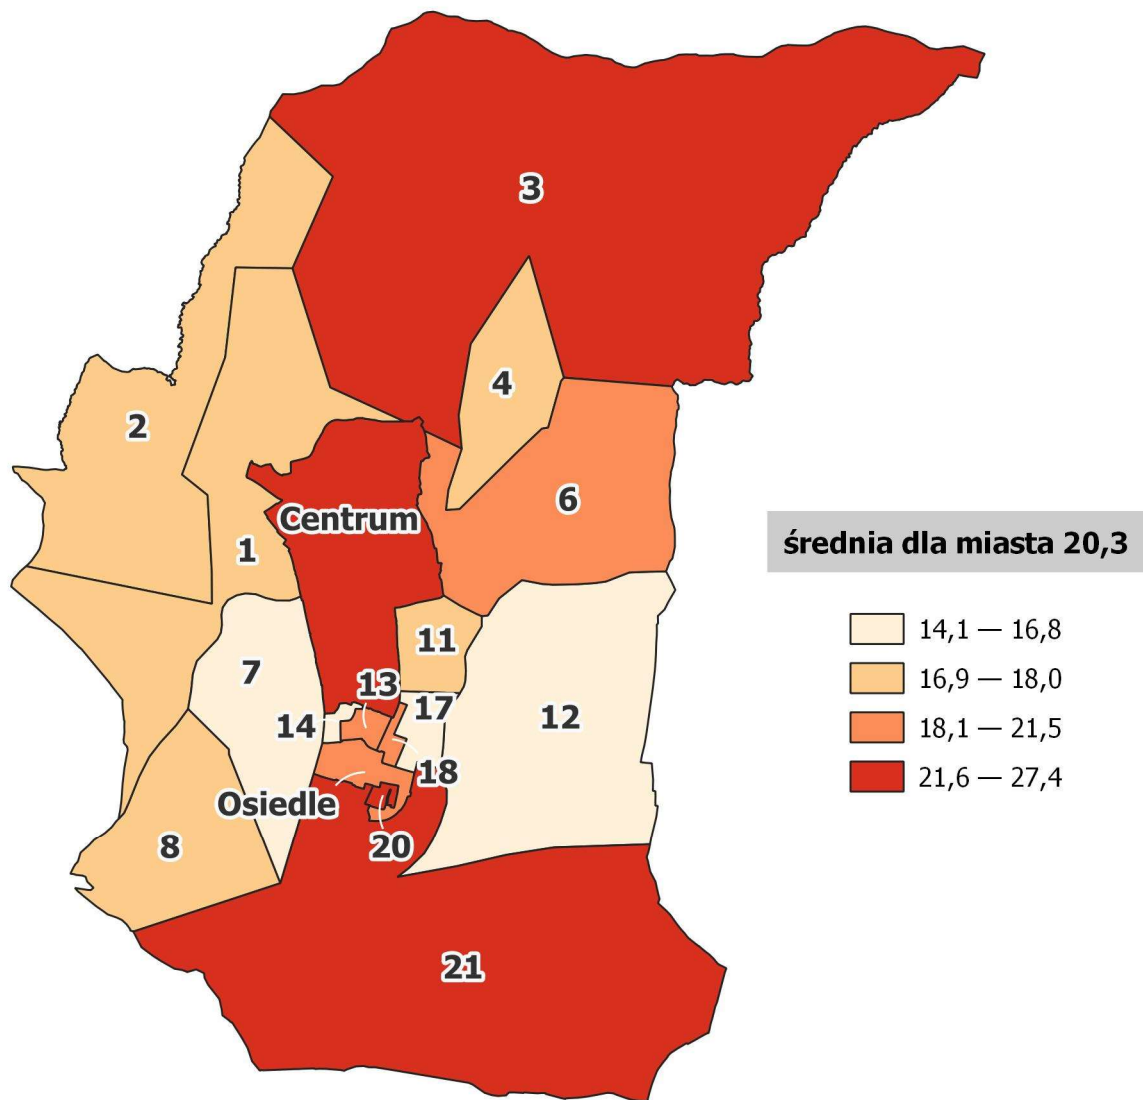 3
4
2
6
Centrum
średnia dla miasta 20,3
1
14,1 — 16,8
11
7
16,9 — 18,0
13
17
12
14
18,1 — 21,5
18
21,6 — 27,4
Osiedle
8
20
21